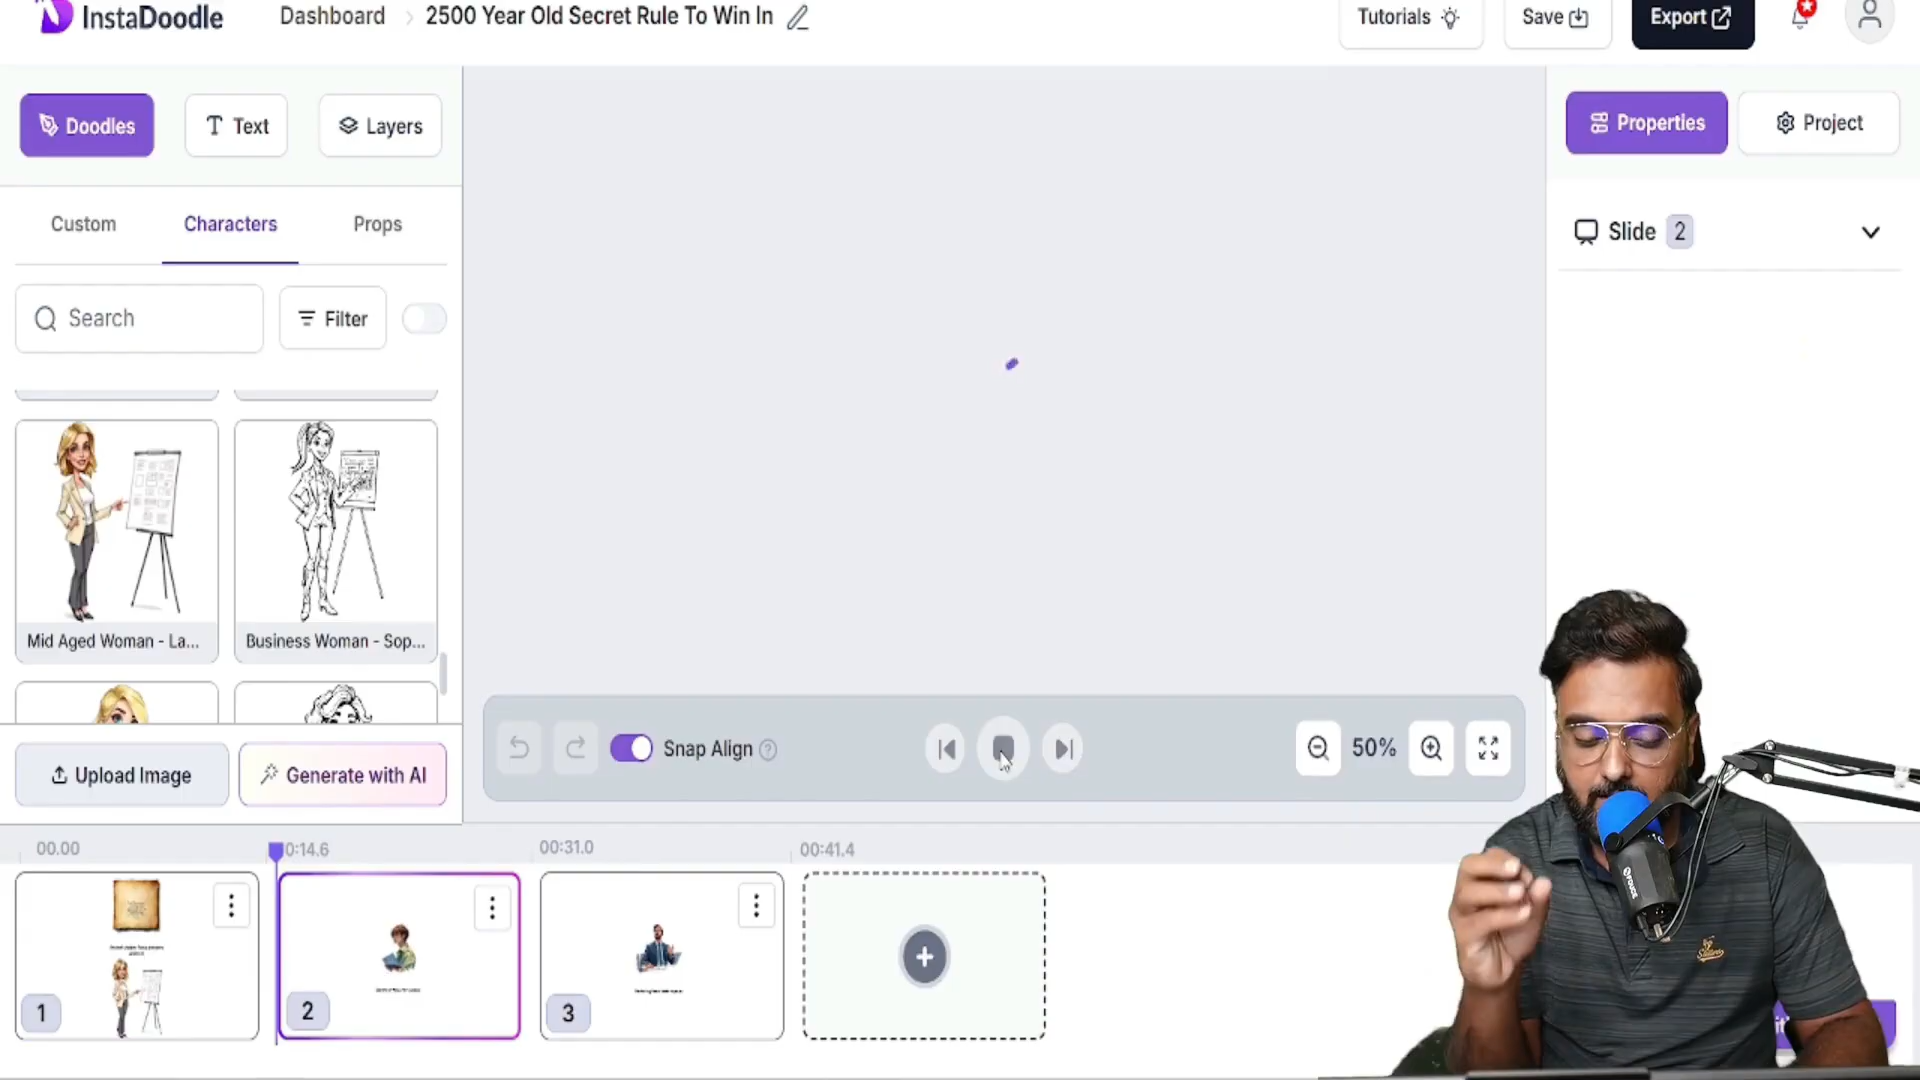 InstaDoodle
Dashboard
2500 Year Old Secret Rule To Win In
Tutorials
Save
Export
Doodles
Text
Layers
Properties
Project
Custom
Characters
Props
Slide 2
Search
Filter
Mid Aged Woman - La...
Business Woman - Sop...
Snap Align
50%
Upload Image
Generate with AI
00.00
0:14.6
00:31.0
00:41.4
1
2
3